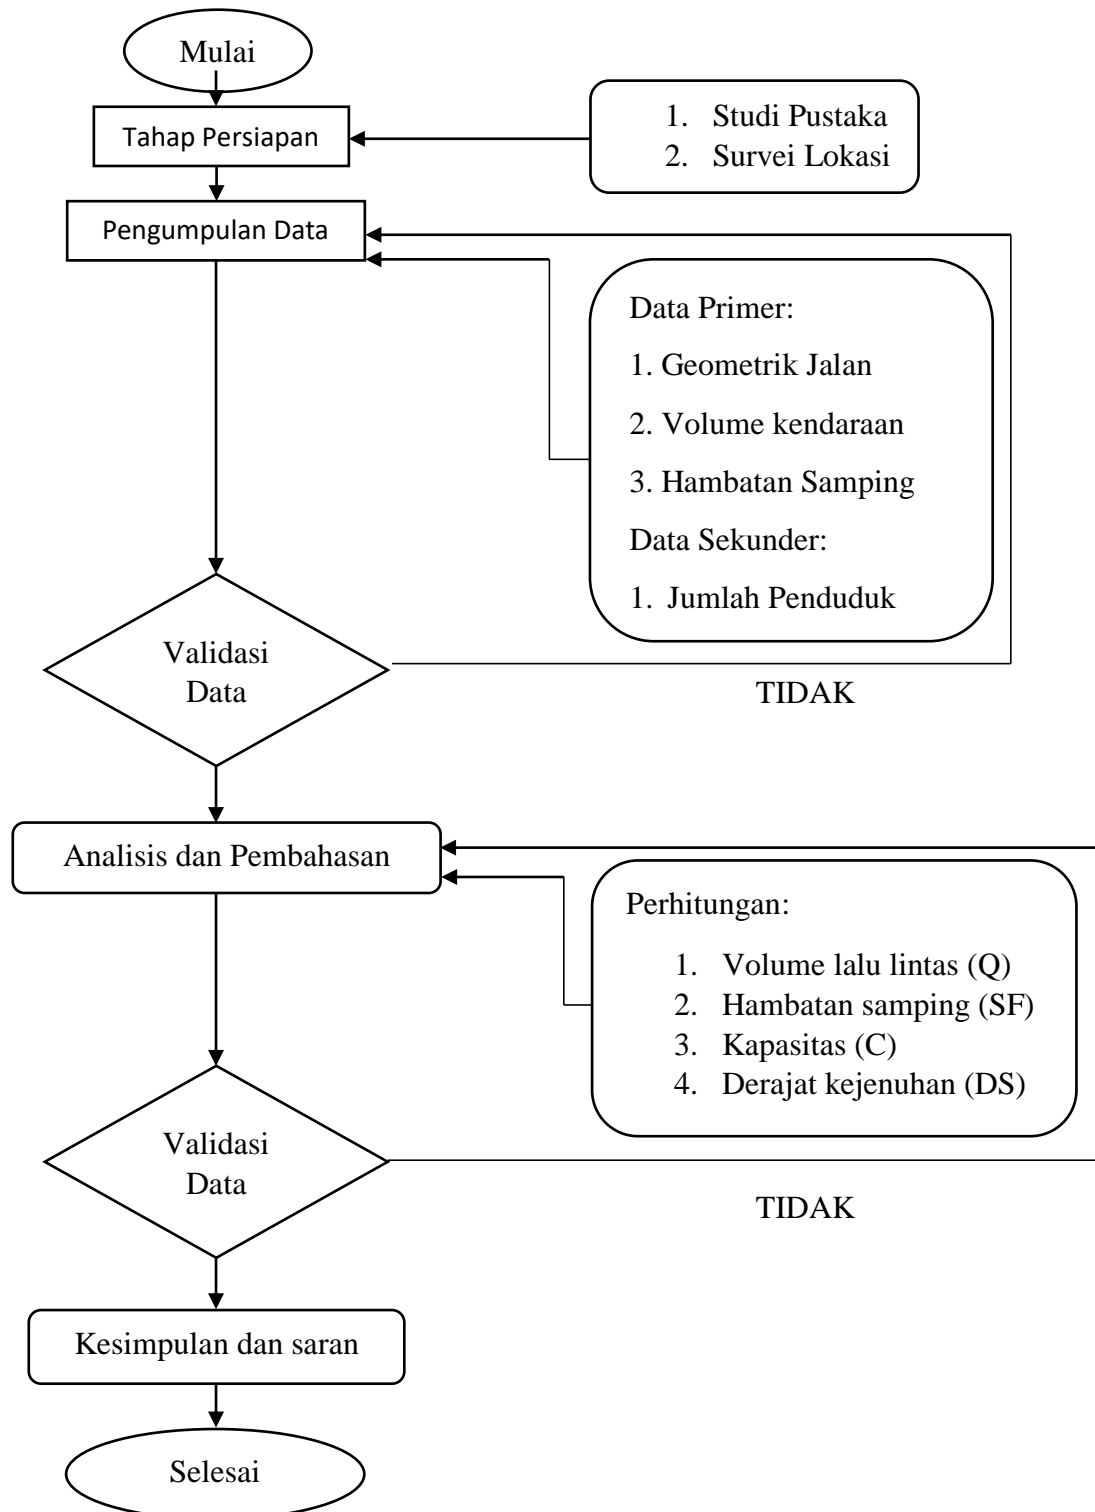 Mulai
Tahap Persiapan
1. Studi Pustaka
2. Survei Lokasi
Pengumpulan Data
Data Primer:
1. Geometrik Jalan
2. Volume kendaraan
3. Hambatan Samping
Data Sekunder:
1. Jumlah Penduduk
Validasi
Data
TIDAK
Analisis dan Pembahasan
Perhitungan:
1. Volume lalu lintas (Q)
2. Hambatan samping (SF)
3. Kapasitas (C)
4. Derajat kejenuhan (DS)
Validasi
Data
TIDAK
Kesimpulan dan saran
Selesai